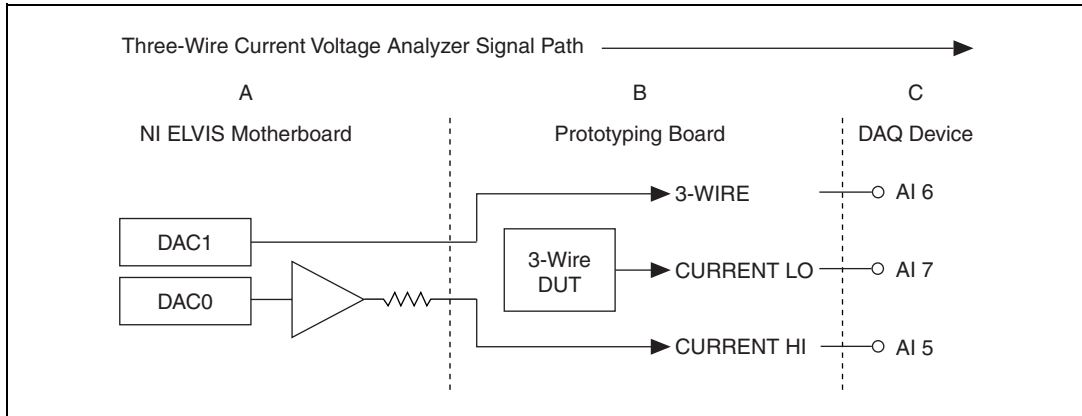 Three-Wire Current Voltage Analyzer Signal Path
A
B
C
NI ELVIS Motherboard
Prototyping Board
DAQ Device
3-WIRE
AI 6
DAC1
3-Wire
DUT
CURRENT LO
AI 7
DAC0
CURRENT HI
AI 5